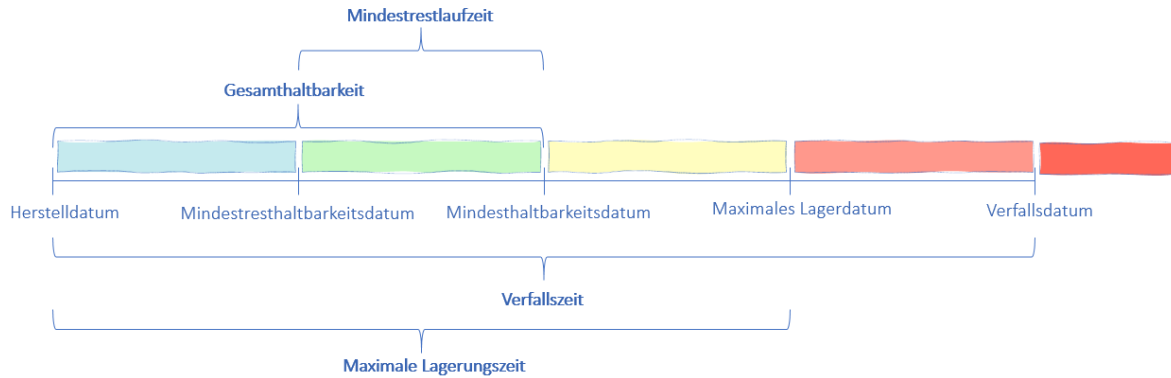 Mindestrestlaufzeit
Gesamthaltbarkeit
Herstelldatum
Mindestresthaltbarkeitsdatum
Mindesthaltbarkeitsdatum
Maximales Lagerdatum
Verfallsdatum
Verfallszeit
Maximale Lagerungszeit